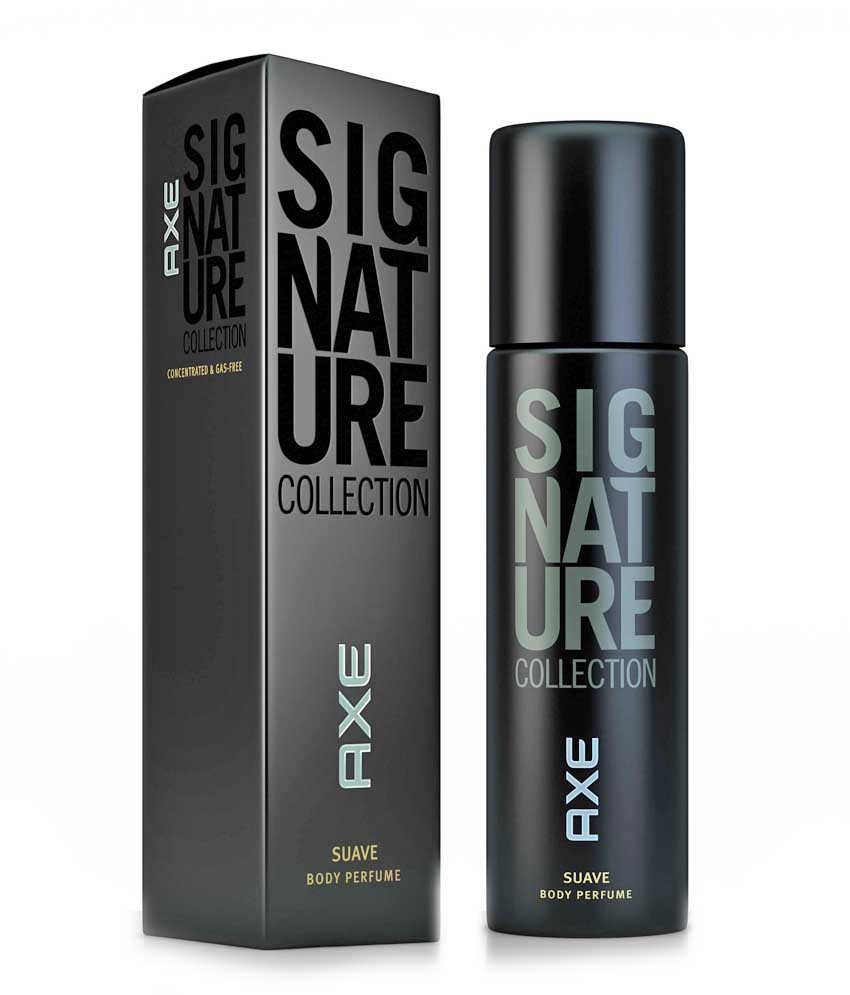 AXE
SIG
NAT
URE
COLLECTION
CONCENTRATED & GAS-FREE
SIG
NAT
URE
COLLECTION
AXE
SUAVE
BODY PERFUME
SIG
NAT
URE
COLLECTION
AXE
SUAVE
BODY PERFUME